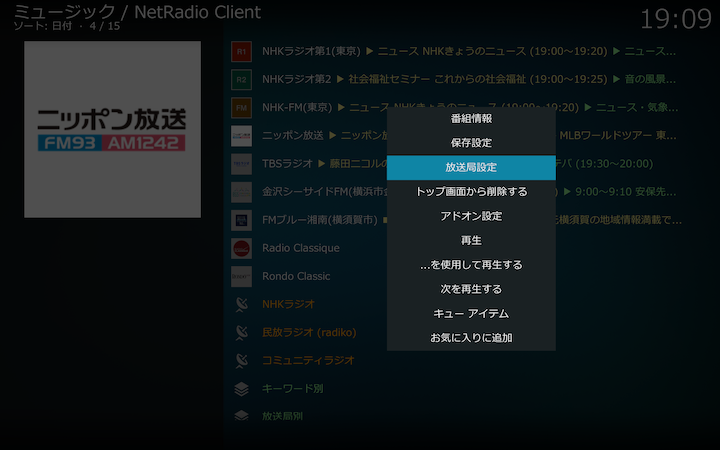 ミュージック / NetRadio Client
ソート: 日付 · 4 / 15
19:09
ニッポン放送
FM93 AM1242
R1 NHKラジオ第1(東京) ▶ ニュース NHKきょうのニュース (19:00〜19:20) ▶ ニュース...
R2 NHKラジオ第2 ▶ 社会福祉セミナー これからの社会福祉 (19:00〜19:25) ▶ 音の風景...
FM NHK-FM(東京) ▶ ニュース NHKきょうのニュース (19:00〜19:20) ▶ ニュース・気象...
ニッポン放送 ▶ ニッポン放 MLBワールドツアー 東...
TBSラジオ ▶ 藤田ニコルの テバ (19:30〜20:00)
金沢シーサイドFM(横浜市金 ▶ 9:00〜9:10 安保先...
FMブルー湘南(横須賀市) 元横須賀の地域情報満載で...
Radio Classique
Rondo Classic
NHKラジオ
民放ラジオ (radiko)
コミュニティラジオ
キーワード別
放送局別
番組情報
保存設定
放送局設定
トップ画面から削除する
アドオン設定
再生
...を使用して再生する
次を再生する
キュー アイテム
お気に入りに追加